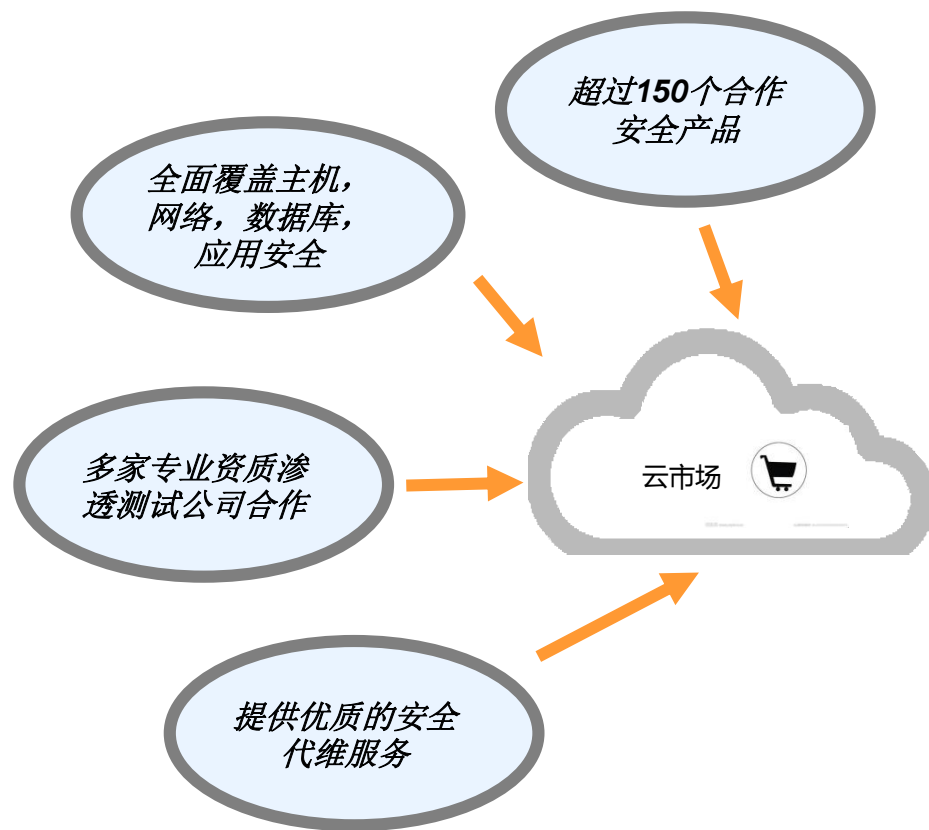 超过150个合作
安全产品
全面覆盖主机，
网络，数据库，
应用安全
多家专业资质渗
透测试公司合作
云市场
提供优质的安全
代维服务